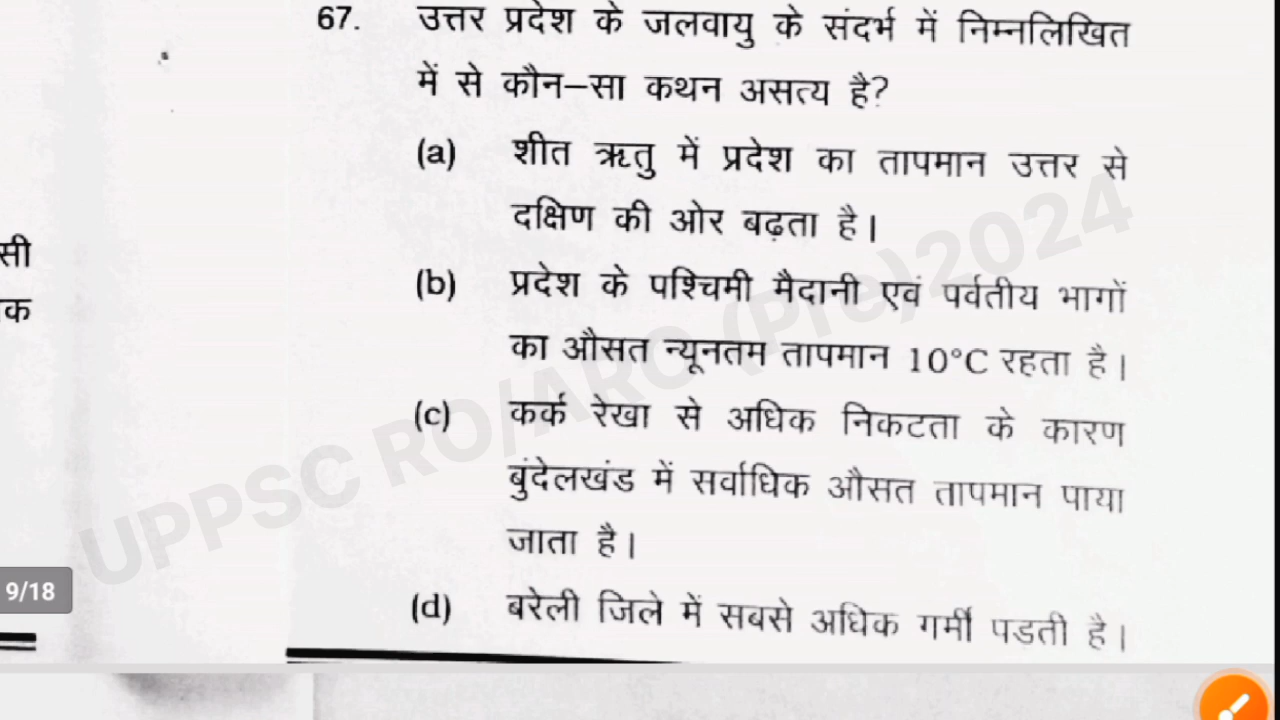 67. उत्तर प्रदेश के जलवायु के संदर्भ में निम्नलिखित
में से कौन–सा कथन असत्य है?
(a) शीत ऋतु में प्रदेश का तापमान उत्तर से
दक्षिण की ओर बढ़ता है।
(b) प्रदेश के पश्चिमी मैदानी एवं पर्वतीय भागों
का औसत न्यूनतम तापमान 10°C रहता है।
(c) कर्क रेखा से अधिक निकटता के कारण
बुंदेलखंड में सर्वाधिक औसत तापमान पाया
जाता है।
(d) बरेली जिले में सबसे अधिक गर्मी पड़ती है।
सी
क
9/18
UPPSC RO/ARO (Pre) 2024